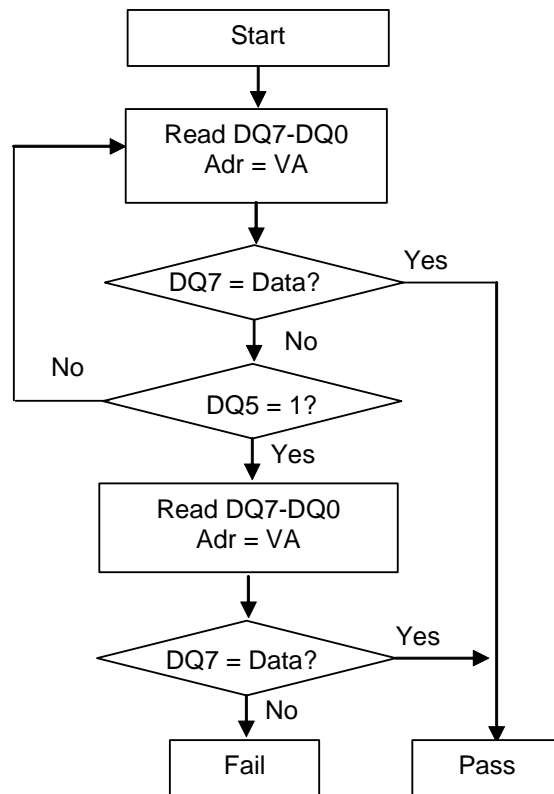 Start
Read DQ7-DQ0
Adr = VA
DQ7 = Data?
Yes
No
No
DQ5 = 1?
Yes
Read DQ7-DQ0
Adr = VA
DQ7 = Data?
Yes
No
Fail
Pass